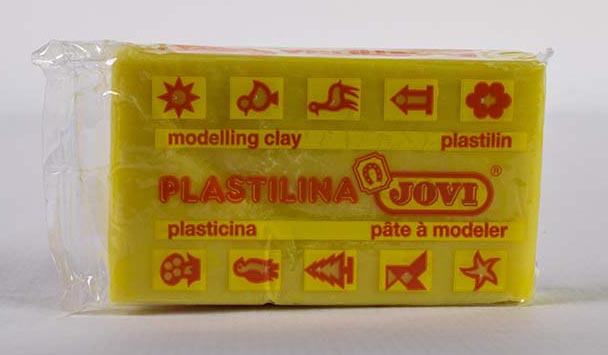 modelling clay plastilin
PLASTILINA JOVI ®
plasticina pâte à modeler